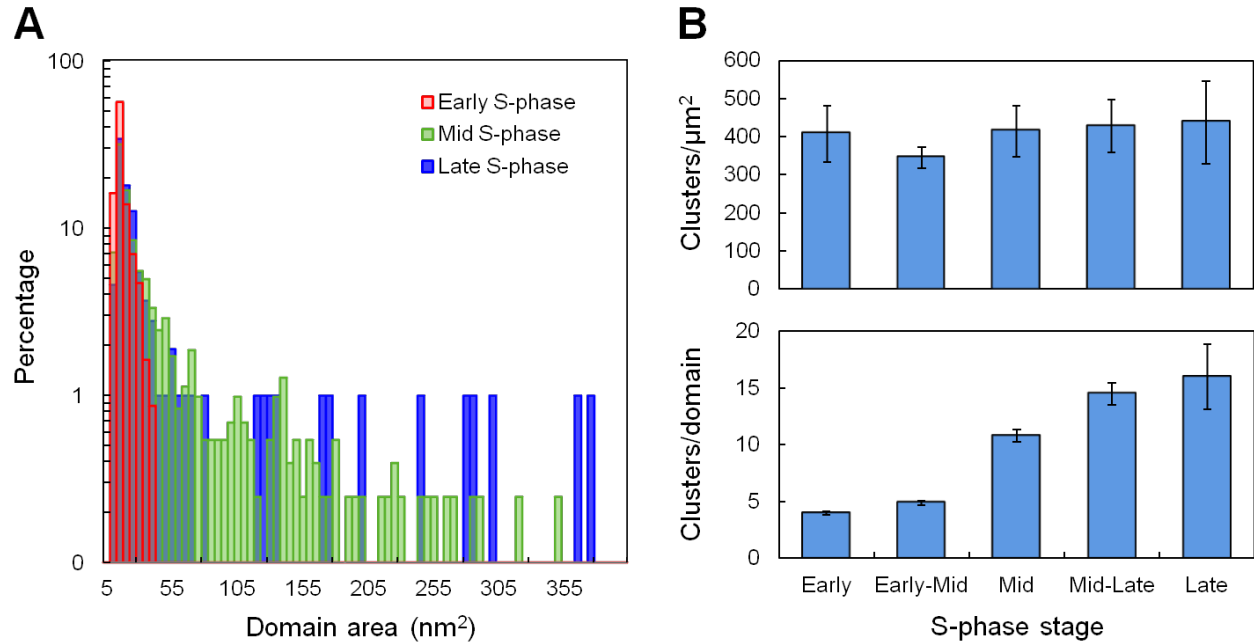 A
B
100
10
1
0
Percentage
Early S-phase
Mid S-phase
Late S-phase
5 55 105 155 205 255 305 355
Domain area (nm²)
600
500
400
300
200
100
0
Clusters/µm²
20
15
10
5
0
Clusters/domain
Early Early-Mid Mid Mid-Late Late
S-phase stage